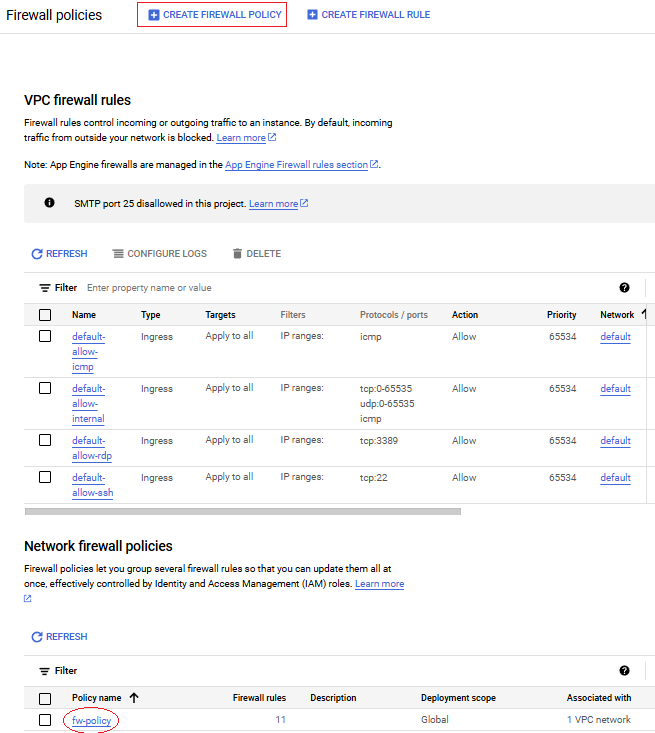 Firewall policies CREATE FIREWALL POLICY CREATE FIREWALL RULE
VPC firewall rules
Firewall rules control incoming or outgoing traffic to an instance. By default, incoming
traffic from outside your network is blocked. Learn more
Note: App Engine firewalls are managed in the App Engine Firewall rules section.
SMTP port 25 disallowed in this project. Learn more
REFRESH CONFIGURE LOGS DELETE
Filter Enter property name or value
Name Type Targets Filters Protocols / ports Action Priority Network
default- Ingress Apply to all IP ranges: icmp Allow 65534 default
allow-
icmp
default- Ingress Apply to all IP ranges: tcp:0-65535 Allow 65534 default
allow- udp:0-65535
internal icmp
default- Ingress Apply to all IP ranges: tcp:3389 Allow 65534 default
allow-rdp
default- Ingress Apply to all IP ranges: tcp:22 Allow 65534 default
allow-ssh
Network firewall policies
Firewall policies let you group several firewall rules so that you can update them all at
once, effectively controlled by Identity and Access Management (IAM) roles. Learn more
REFRESH
Filter
Policy name Firewall rules Description Deployment scope Associated with
fw-policy 11 Global 1 VPC network